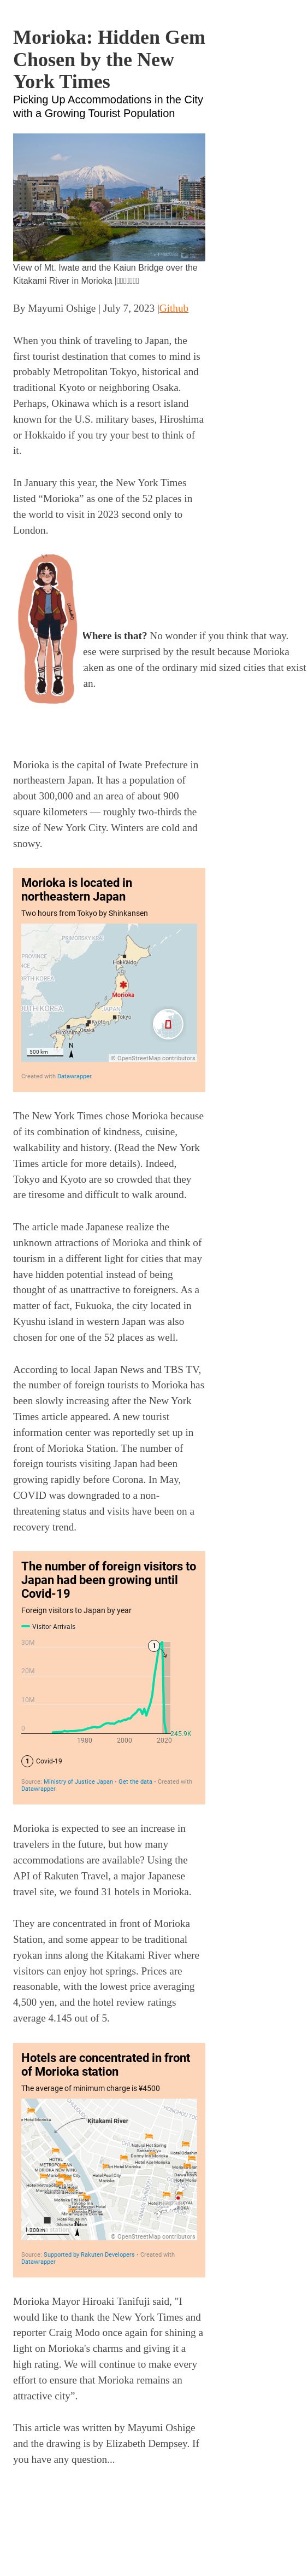 Morioka: Hidden Gem
Chosen by the New
York Times
Picking Up Accommodations in the City
with a Growing Tourist Population
View of Mt. Iwate and the Kaiun Bridge over the
Kitakami River in Morioka |
By Mayumi Oshige | July 7, 2023 |Github
When you think of traveling to Japan, the
first tourist destination that comes to mind is
probably Metropolitan Tokyo, historical and
traditional Kyoto or neighboring Osaka.
Perhaps, Okinawa which is a resort island
known for the U.S. military bases, Hiroshima
or Hokkaido if you try your best to think of
it.
In January this year, the New York Times
listed “Morioka” as one of the 52 places in
the world to visit in 2023 second only to
London.
Where is that? No wonder if you think that way.
ese were surprised by the result because Morioka
aken as one of the ordinary mid sized cities that exist
an.
Morioka is the capital of Iwate Prefecture in
northeastern Japan. It has a population of
about 300,000 and an area of about 900
square kilometers — roughly two-thirds the
size of New York City. Winters are cold and
snowy.
Morioka is located in
northeastern Japan
Two hours from Tokyo by Shinkansen
PRIMORSKY KRAI
PROVINCE
Hokkaido
Morioka
SOUTH KOREA
JAPAN
Tokyo
Kyoto
Osaka
Hiroshima
500 km
N
© OpenStreetMap contributors
Created with Datawrapper
The New York Times chose Morioka because
of its combination of kindness, cuisine,
walkability and history. (Read the New York
Times article for more details). Indeed,
Tokyo and Kyoto are so crowded that they
are tiresome and difficult to walk around.
The article made Japanese realize the
unknown attractions of Morioka and think of
tourism in a different light for cities that may
have hidden potential instead of being
thought of as unattractive to foreigners. As a
matter of fact, Fukuoka, the city located in
Kyushu island in western Japan was also
chosen for one of the 52 places as well.
According to local Japan News and TBS TV,
the number of foreign tourists to Morioka has
been slowly increasing after the New York
Times article appeared. A new tourist
information center was reportedly set up in
front of Morioka Station. The number of
foreign tourists visiting Japan had been
growing rapidly before Corona. In May,
COVID was downgraded to a non-
threatening status and visits have been on a
recovery trend.
The number of foreign visitors to
Japan had been growing until
Covid-19
Foreign visitors to Japan by year
Visitor Arrivals
30M
1
20M
10M
0
245.9K
1980 2000 2020
1 Covid-19
Source: Ministry of Justice Japan • Get the data • Created with
Datawrapper
Morioka is expected to see an increase in
travelers in the future, but how many
accommodations are available? Using the
API of Rakuten Travel, a major Japanese
travel site, we found 31 hotels in Morioka.
They are concentrated in front of Morioka
Station, and some appear to be traditional
ryokan inns along the Kitakami River where
visitors can enjoy hot springs. Prices are
reasonable, with the lowest price averaging
4,500 yen, and the hotel review ratings
average 4.145 out of 5.
Hotels are concentrated in front
of Morioka station
The average of minimum charge is ¥4500
Kitakami River
Natural Hot Spring
HOTEL
300 m
N
© OpenStreetMap contributors
Source: Supported by Rakuten Developers • Created with
Datawrapper
Morioka Mayor Hiroaki Tanifuji said, "I
would like to thank the New York Times and
reporter Craig Modo once again for shining a
light on Morioka's charms and giving it a
high rating. We will continue to make every
effort to ensure that Morioka remains an
attractive city”.
This article was written by Mayumi Oshige
and the drawing is by Elizabeth Dempsey. If
you have any question...